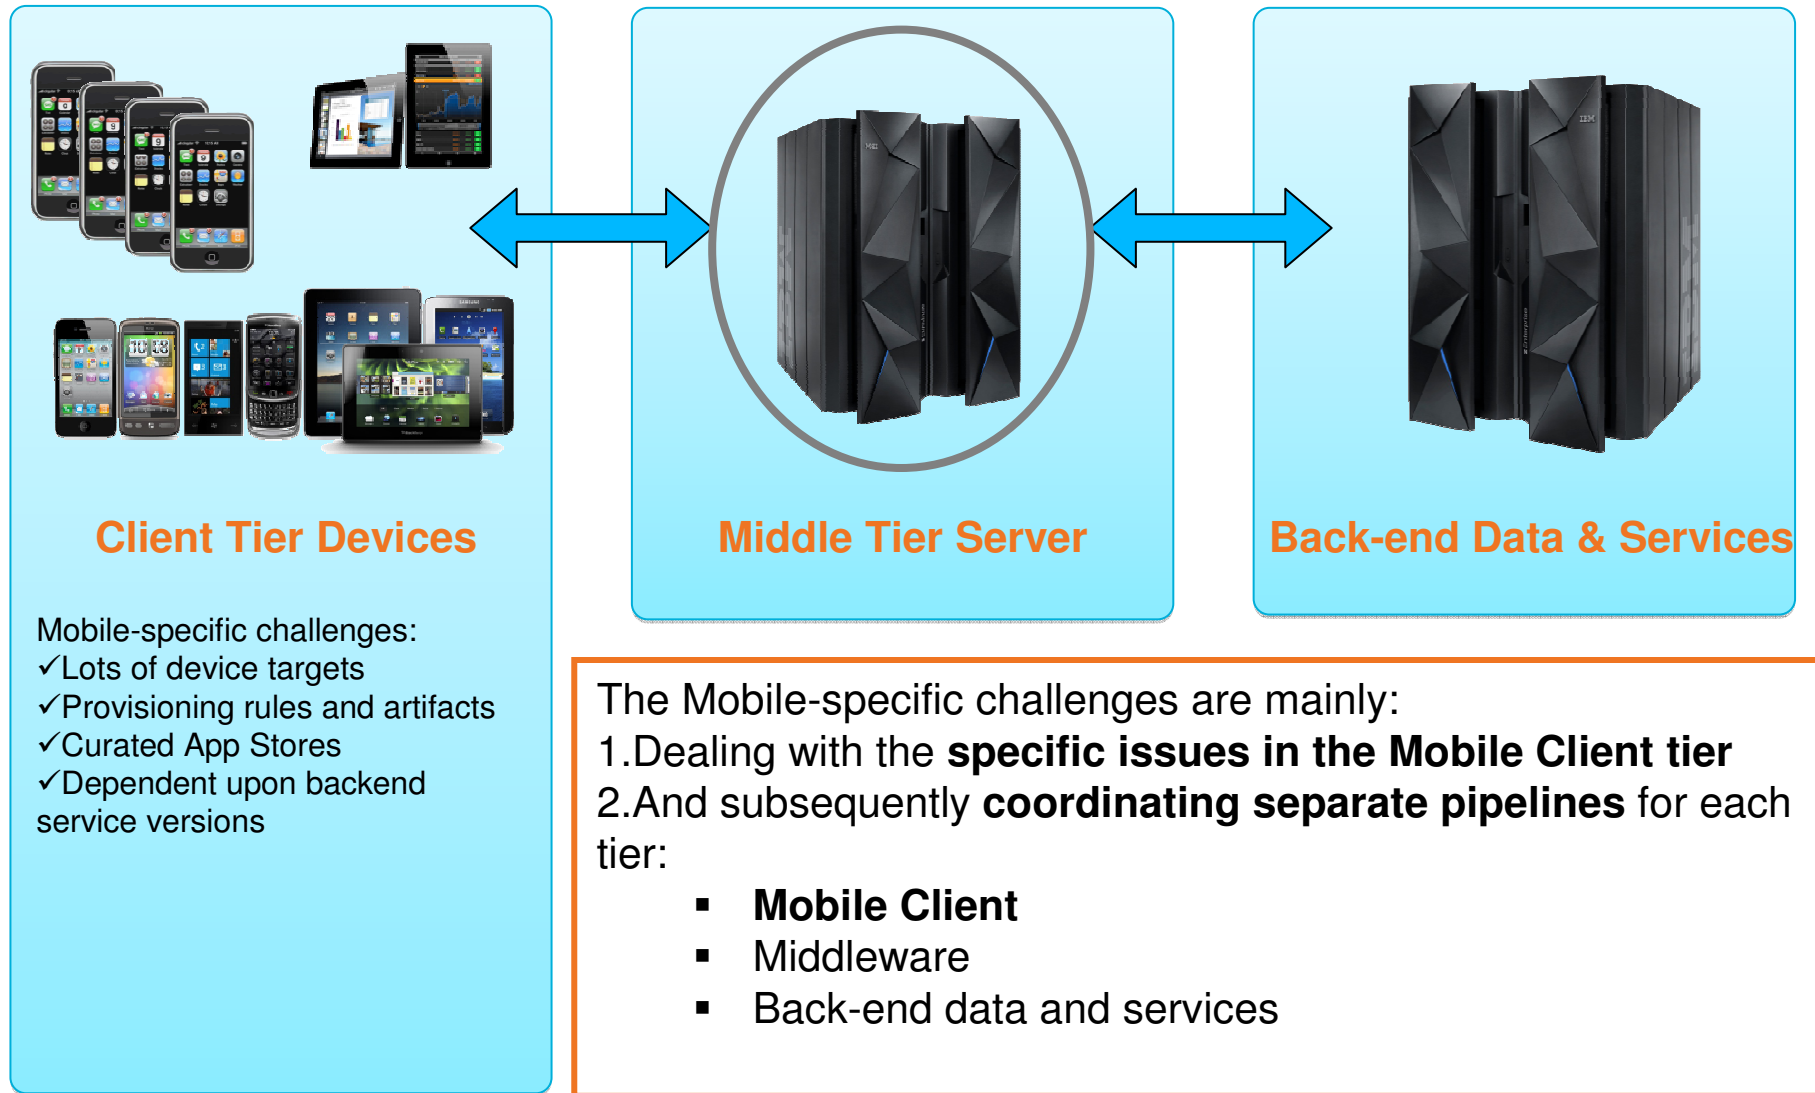 Client Tier Devices
Mobile-specific challenges:
✓Lots of device targets
✓Provisioning rules and artifacts
✓Curated App Stores
✓Dependent upon backend
service versions
IBM
Middle Tier Server
IBM
zEnterprise
Back-end Data & Services
The Mobile-specific challenges are mainly:
1.Dealing with the specific issues in the Mobile Client tier
2.And subsequently coordinating separate pipelines for each
tier:
▪ Mobile Client
▪ Middleware
▪ Back-end data and services